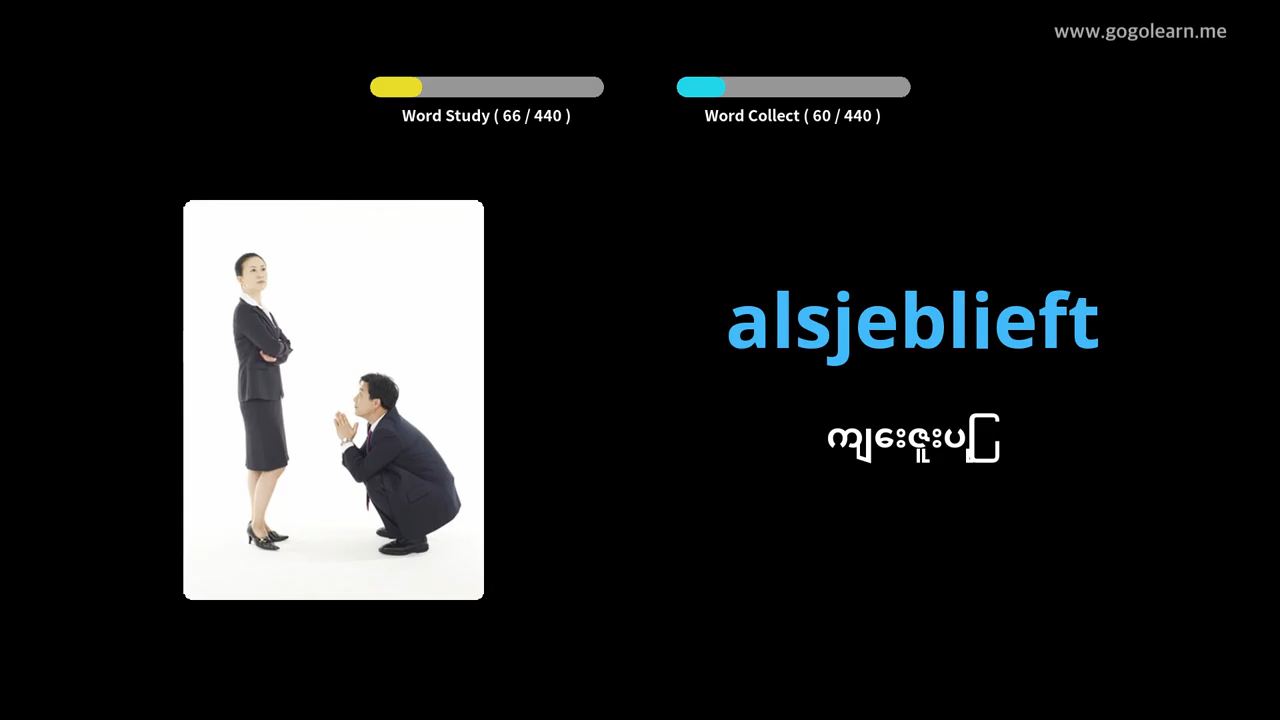 www.gogolearn.me
Word Study ( 66 / 440 )
Word Collect ( 60 / 440 )
alsjeblieft
ကျေးဇူးပြု